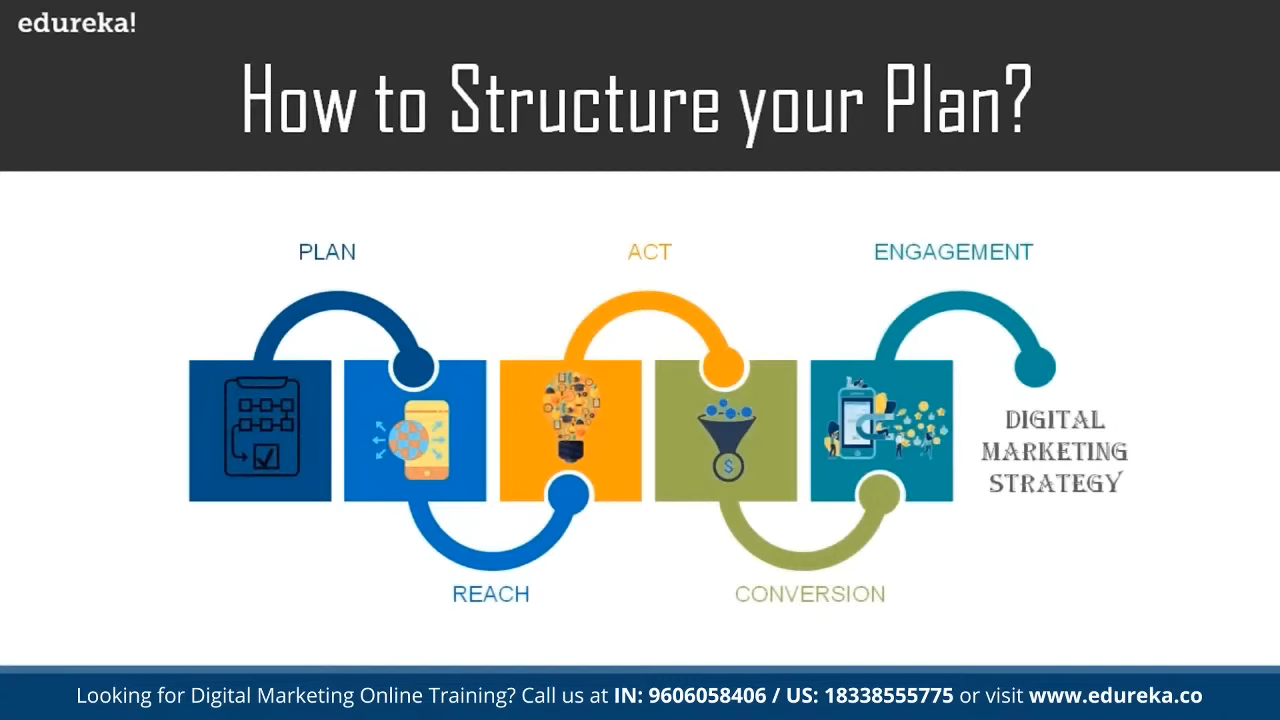 edureka!
How to Structure your Plan?
PLAN
ACT
ENGAGEMENT
$
DIGITAL
MARKETING
STRATEGY
REACH
CONVERSION
Looking for Digital Marketing Online Training? Call us at IN: 9606058406 / US: 18338555775 or visit www.edureka.co